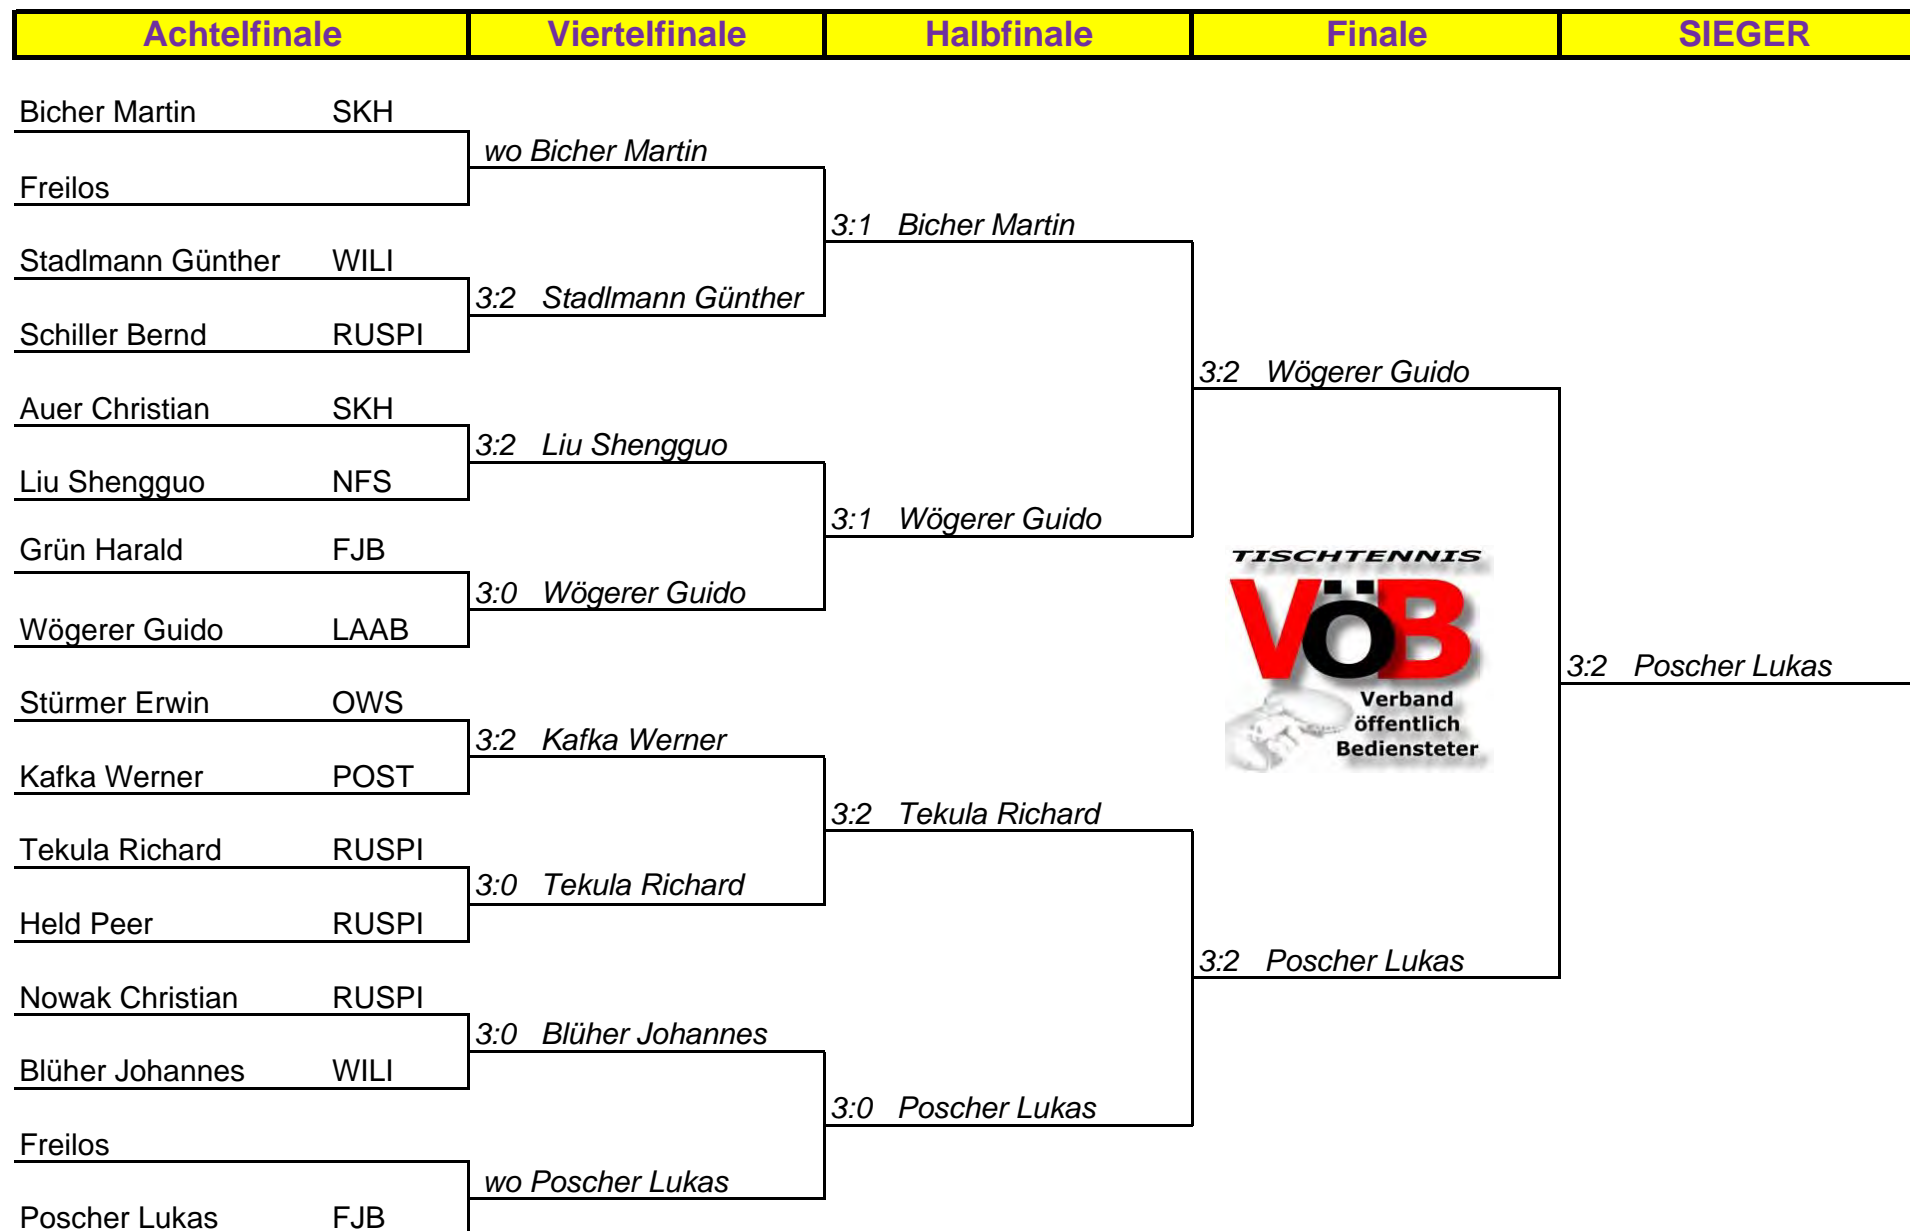 Achtelfinale Viertelfinale Halbfinale Finale SIEGER
Bicher Martin SKH
wo Bicher Martin
Freilos
3:1 Bicher Martin
Stadlmann Günther WILI
3:2 Stadlmann Günther
Schiller Bernd RUSPI
3:2 Wögerer Guido
Auer Christian SKH
3:2 Liu Shengguo
Liu Shengguo NFS
3:1 Wögerer Guido
Grün Harald FJB
TISCHTENNIS
3:0 Wögerer Guido
VöB
Wögerer Guido LAAB
3:2 Poscher Lukas
Stürmer Erwin OWS
Verband
öffentlich
3:2 Kafka Werner
Bediensteter
Kafka Werner POST
3:2 Tekula Richard
Tekula Richard RUSPI
3:0 Tekula Richard
Held Peer RUSPI
3:2 Poscher Lukas
Nowak Christian RUSPI
3:0 Blüher Johannes
Blüher Johannes WILI
3:0 Poscher Lukas
Freilos
wo Poscher Lukas
Poscher Lukas FJB